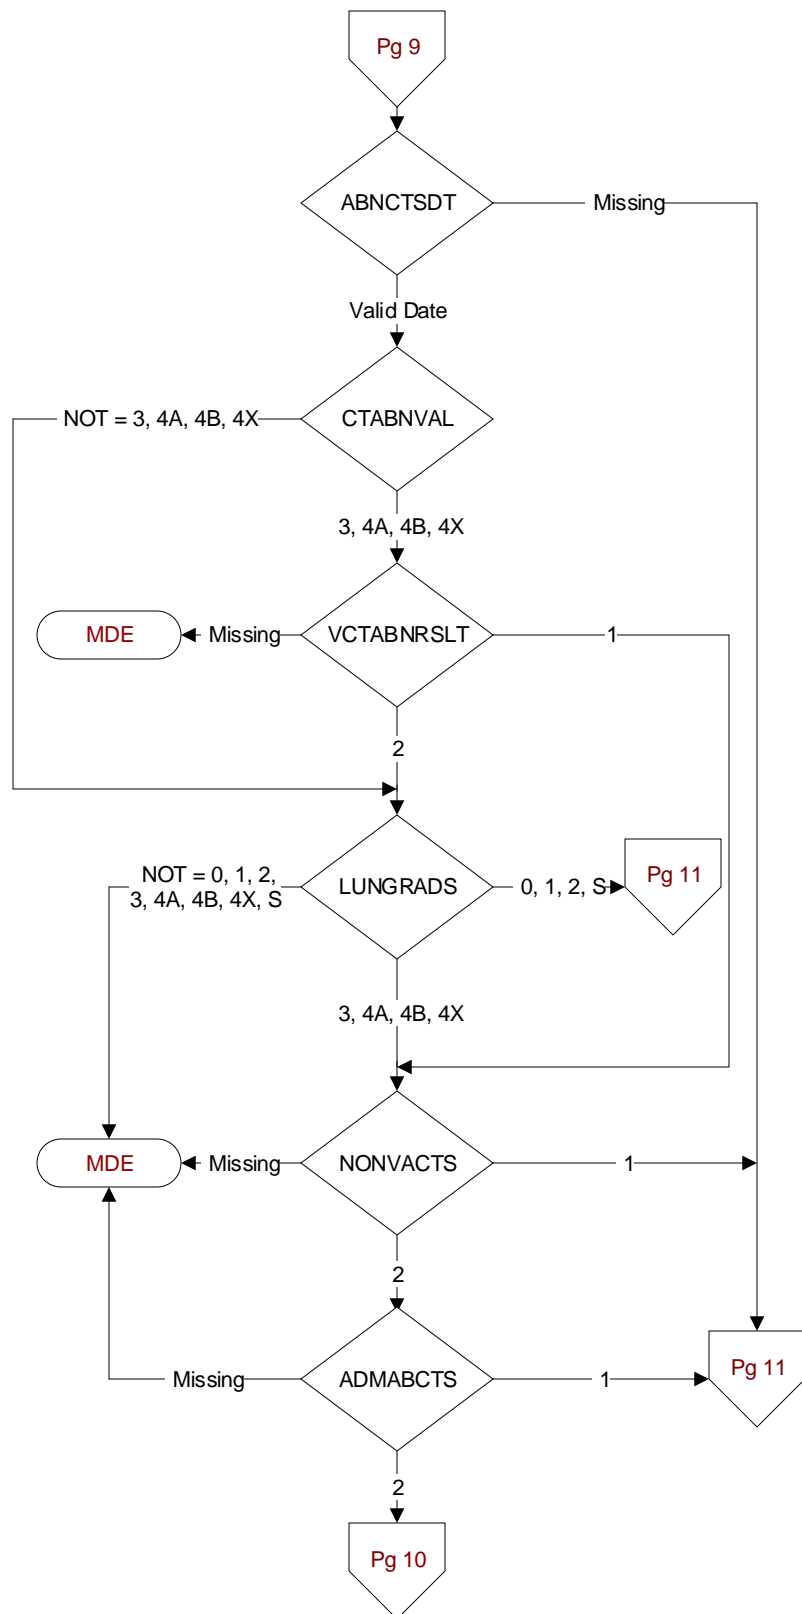 Pg 9
ABNCTSDT
Missing
Valid Date
NOT = 3, 4A, 4B, 4X
CTABNVAL
3, 4A, 4B, 4X
MDE
Missing
VCTABNRSLT
1
2
NOT = 0, 1, 2,
3, 4A, 4B, 4X, S
LUNGRADS
0, 1, 2, S
Pg 11
3, 4A, 4B, 4X
MDE
Missing
NONVACTS
1
2
Missing
ADMABCTS
1
Pg 11
2
Pg 10